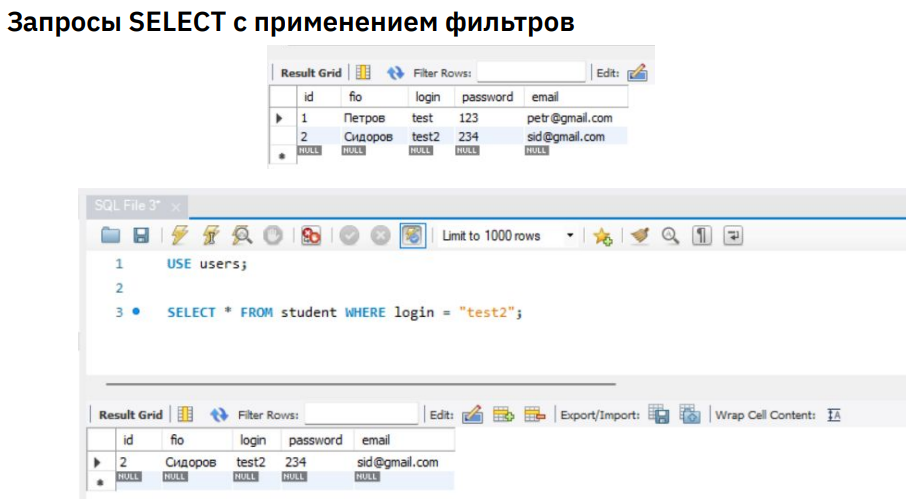 Запросы SELECT с применением фильтров
Result Grid Filter Rows: Edit:
id fio login password email
1 Петров test 123 petr@gmail.com
2 Сидоров test2 234 sid@gmail.com
NULL NULL NULL NULL NULL
SQL File 3*
Limit to 1000 rows
1 USE users;
2
3 SELECT * FROM student WHERE login = "test2";
Result Grid Filter Rows: Edit: Export/Import: Wrap Cell Content:
id fio login password email
2 Сидоров test2 234 sid@gmail.com
NULL NULL NULL NULL NULL